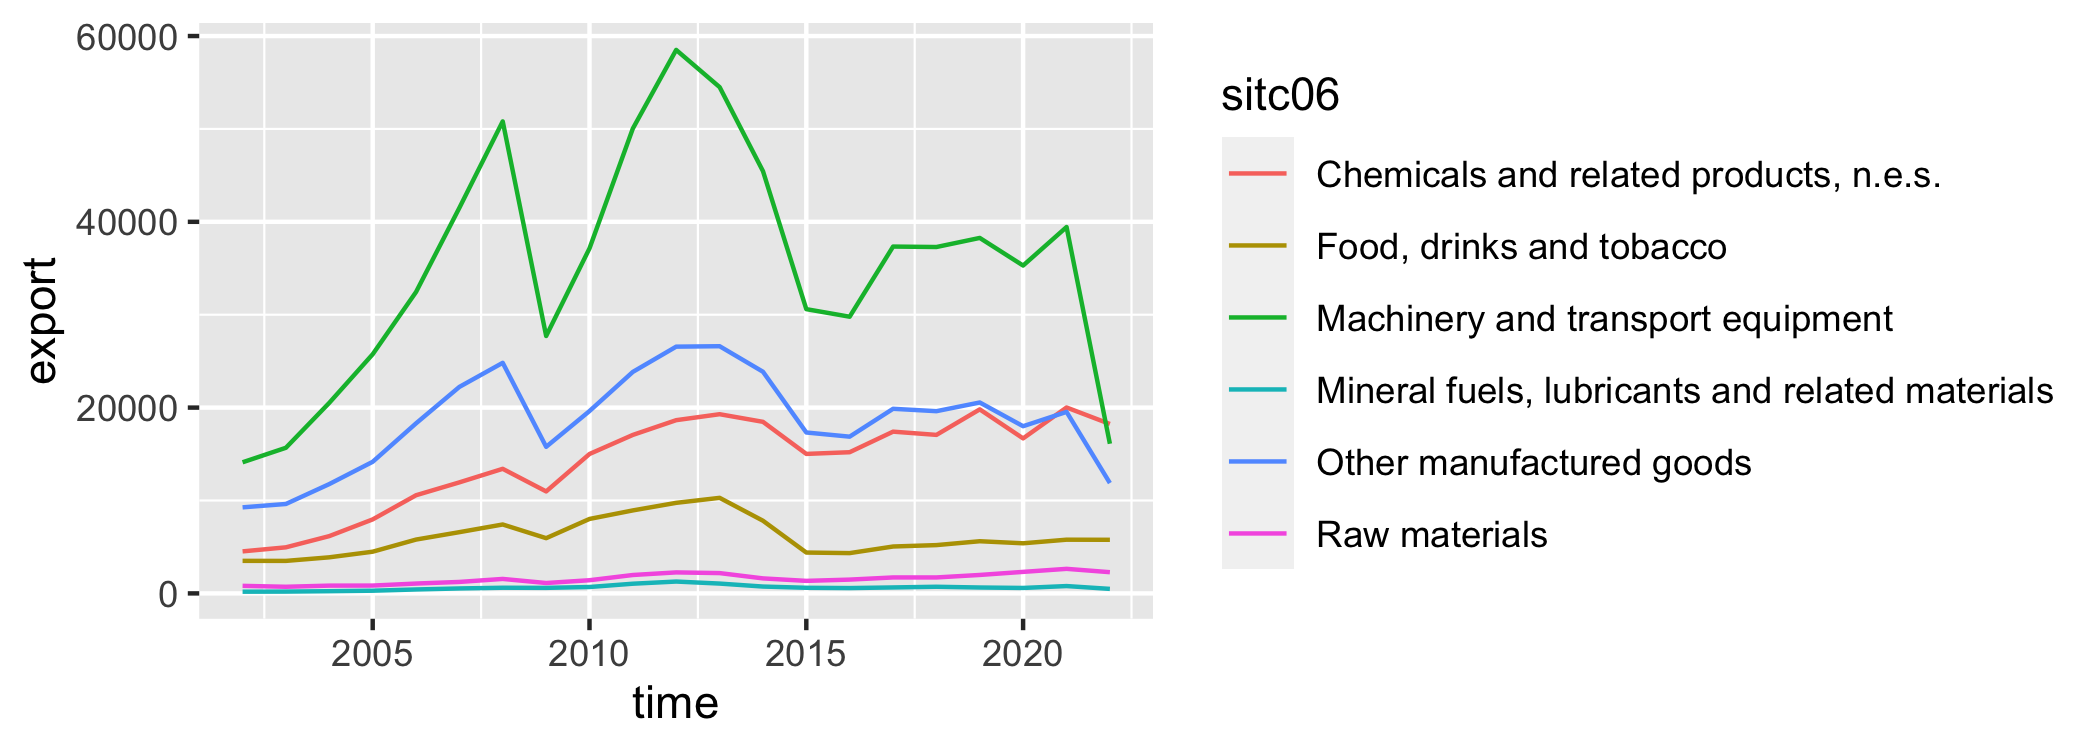 export
60000
40000
20000
0
2005 2010 2015 2020
time
sitc06
Chemicals and related products, n.e.s.
Food, drinks and tobacco
Machinery and transport equipment
Mineral fuels, lubricants and related materials
Other manufactured goods
Raw materials